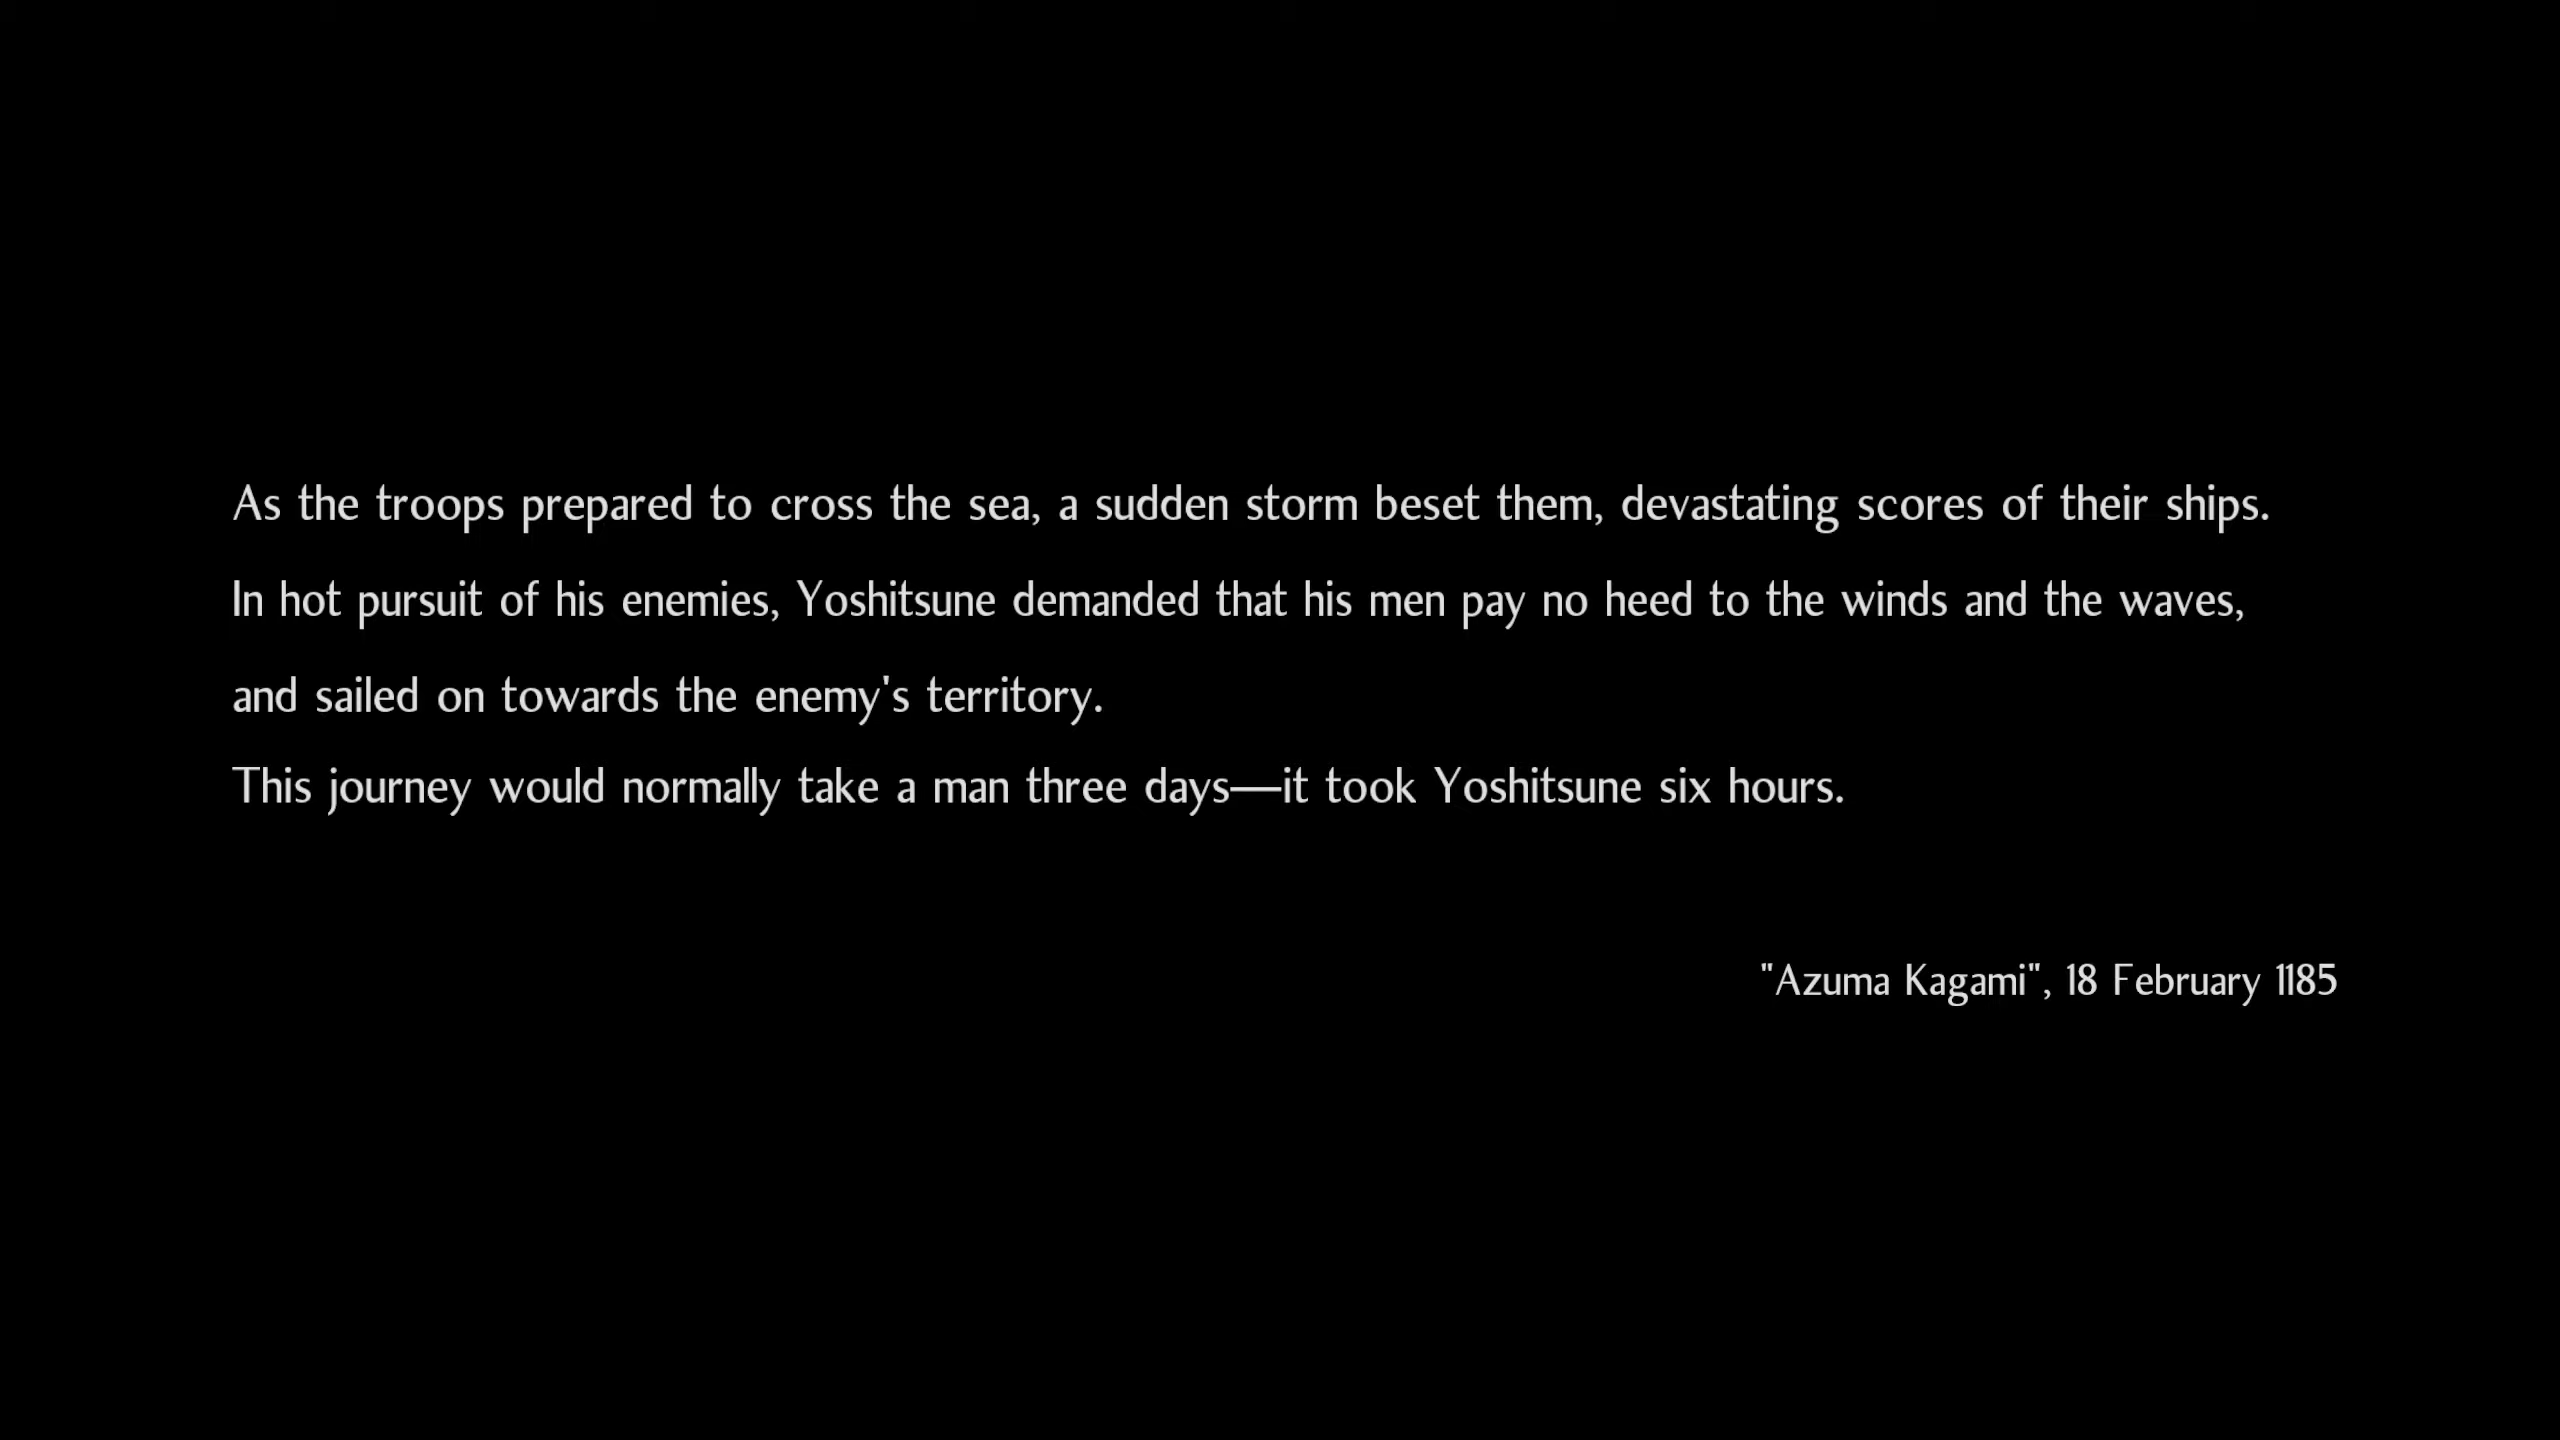 As the troops prepared to cross the sea, a sudden storm beset them, devastating scores of their ships.
In hot pursuit of his enemies, Yoshitsune demanded that his men pay no heed to the winds and the waves,
and sailed on towards the enemy's territory.
This journey would normally take a man three days—it took Yoshitsune six hours.
"Azuma Kagami", 18 February 1185